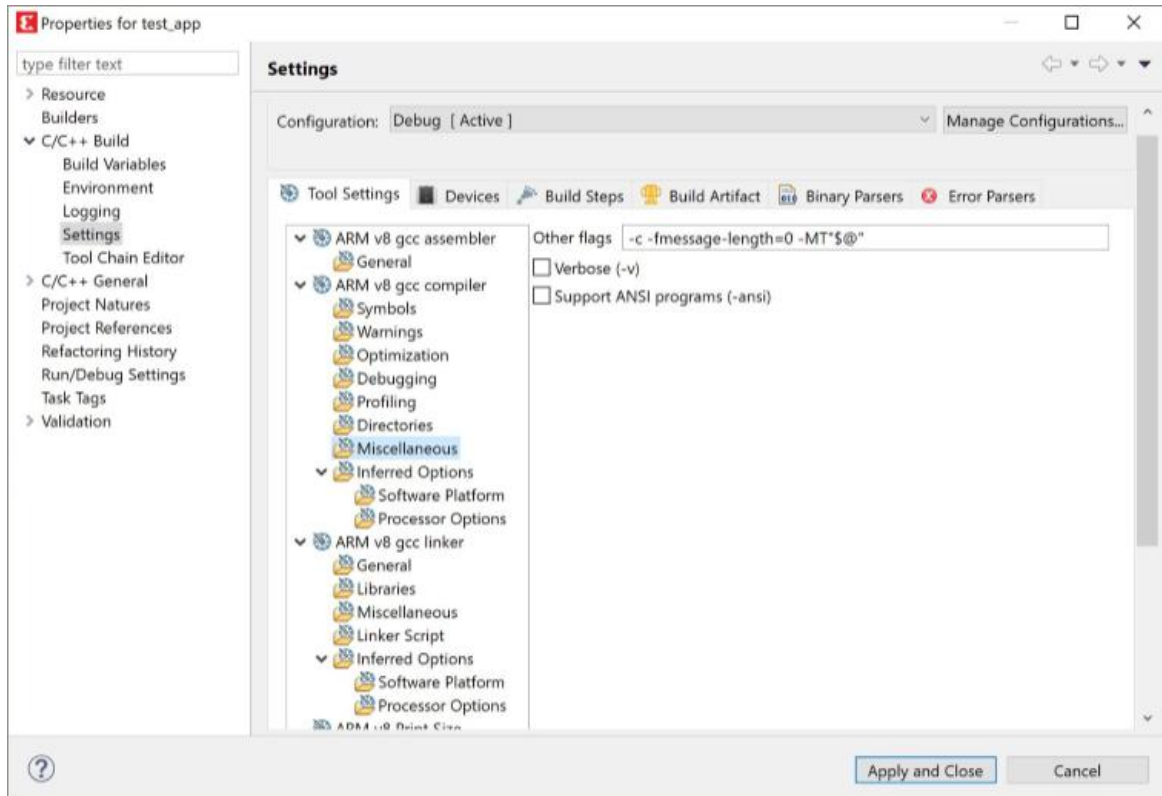 Properties for test_app
type filter text
Resource
Builders
C/C++ Build
Build Variables
Environment
Logging
Settings
Tool Chain Editor
C/C++ General
Project Natures
Project References
Refactoring History
Run/Debug Settings
Task Tags
Validation
Settings
Configuration: Debug [ Active ] Manage Configurations...
Tool Settings Devices Build Steps Build Artifact Binary Parsers Error Parsers
ARM v8 gcc assembler
General
ARM v8 gcc compiler
Symbols
Warnings
Optimization
Debugging
Profiling
Directories
Miscellaneous
Inferred Options
Software Platform
Processor Options
ARM v8 gcc linker
General
Libraries
Miscellaneous
Linker Script
Inferred Options
Software Platform
Processor Options
ARM v8 Print Size
Other flags -c -fmessage-length=0 -MT"$@"
Verbose (-v)
Support ANSI programs (-ansi)
Apply and Close Cancel